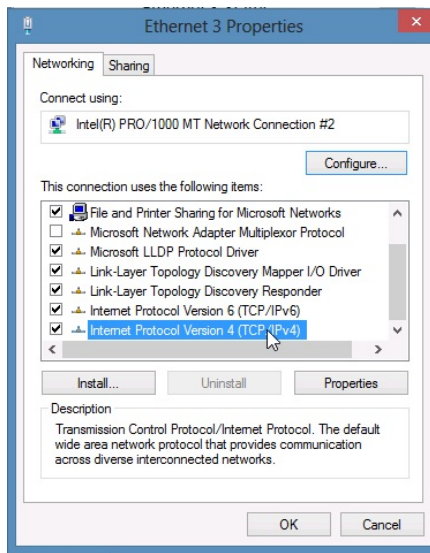 Ethernet 3 Properties
Networking
Sharing
Connect using:
Intel(R) PRO/1000 MT Network Connection #2
Configure...
This connection uses the following items:
File and Printer Sharing for Microsoft Networks
Microsoft Network Adapter Multiplexor Protocol
Microsoft LLDP Protocol Driver
Link-Layer Topology Discovery Mapper I/O Driver
Link-Layer Topology Discovery Responder
Internet Protocol Version 6 (TCP/IPv6)
Internet Protocol Version 4 (TCP/IPv4)
Install...
Uninstall
Properties
Description
Transmission Control Protocol/Internet Protocol. The default
wide area network protocol that provides communication
across diverse interconnected networks.
OK
Cancel